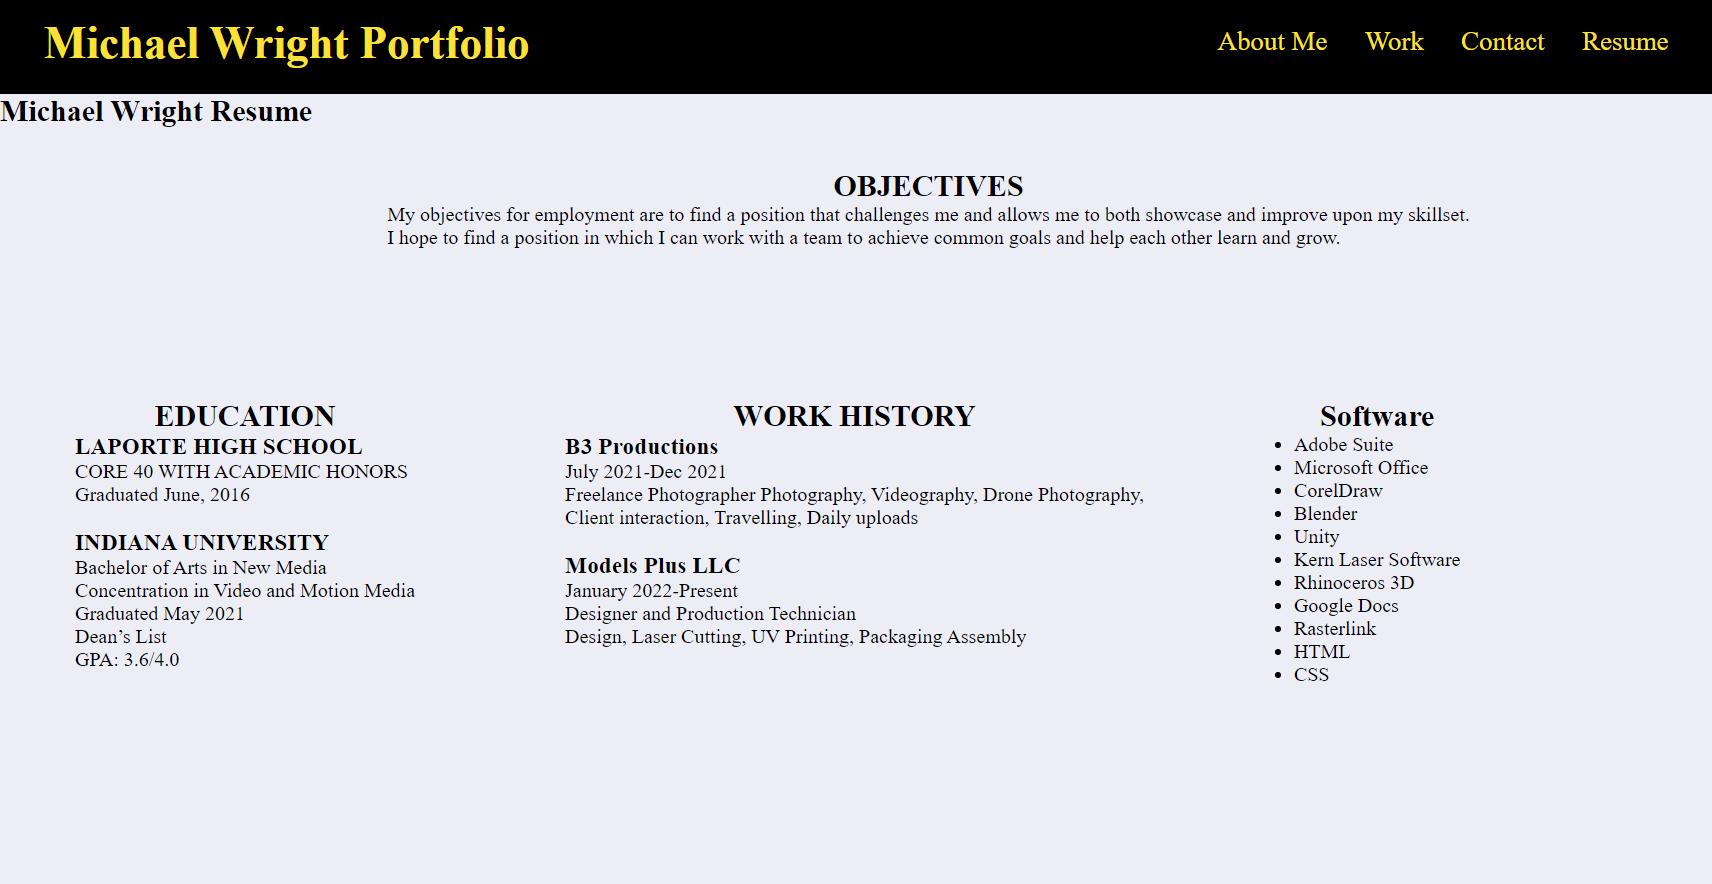 Michael Wright Portfolio
About Me Work Contact Resume
Michael Wright Resume
OBJECTIVES
My objectives for employment are to find a position that challenges me and allows me to both showcase and improve upon my skillset.
I hope to find a position in which I can work with a team to achieve common goals and help each other learn and grow.
EDUCATION
LAPORTE HIGH SCHOOL
CORE 40 WITH ACADEMIC HONORS
Graduated June, 2016
INDIANA UNIVERSITY
Bachelor of Arts in New Media
Concentration in Video and Motion Media
Graduated May 2021
Dean’s List
GPA: 3.6/4.0
WORK HISTORY
B3 Productions
July 2021-Dec 2021
Freelance Photographer Photography, Videography, Drone Photography,
Client interaction, Travelling, Daily uploads
Models Plus LLC
January 2022-Present
Designer and Production Technician
Design, Laser Cutting, UV Printing, Packaging Assembly
Software
• Adobe Suite
• Microsoft Office
• CorelDraw
• Blender
• Unity
• Kern Laser Software
• Rhinoceros 3D
• Google Docs
• Rasterlink
• HTML
• CSS